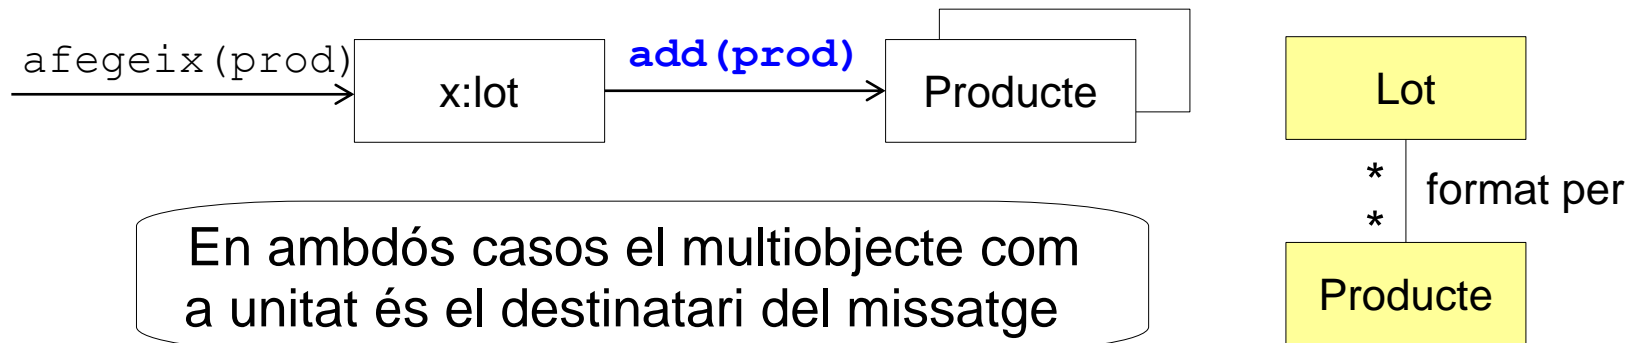 afegeix(prod)
x:lot
add(prod)
Producte
Lot
*
format per
*
Producte
En ambdós casos el multiobjecte com
a unitat és el destinatari del missatge